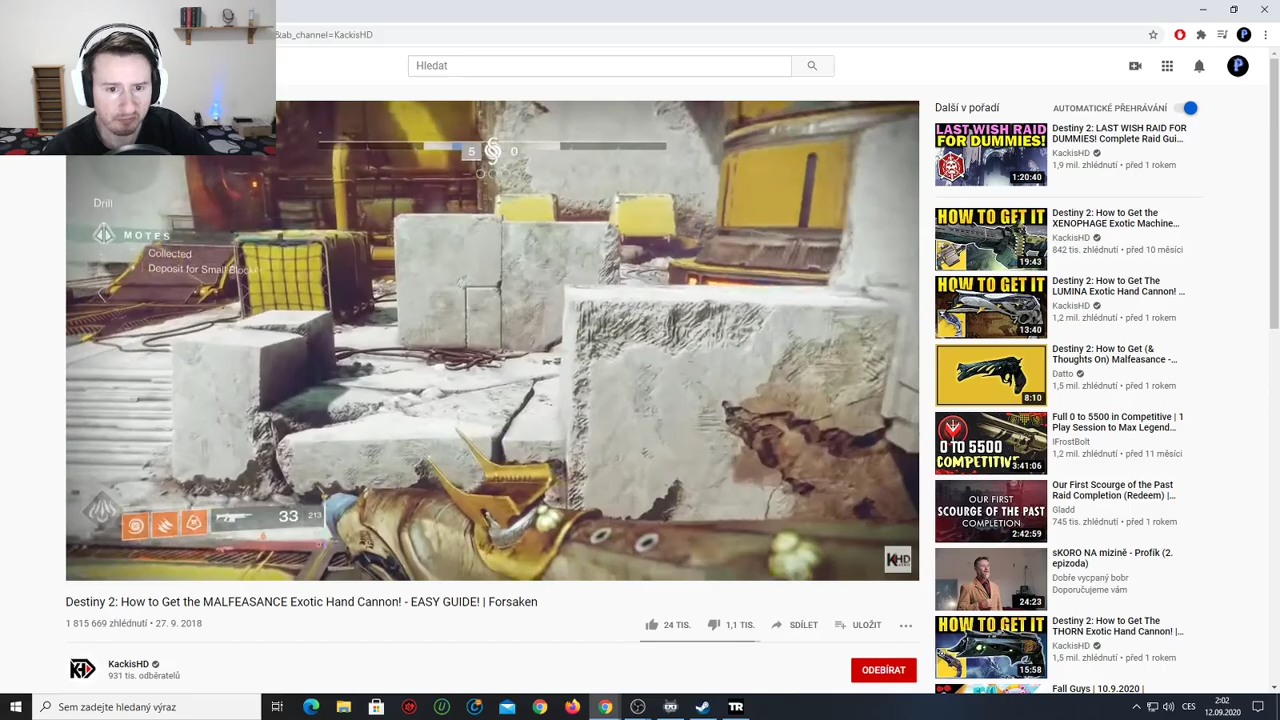 &ab_channel=KackisHD
Hledat
5 0
Drill
MOTES
Collected
Deposit for Small Blocker
33 213
KHD
Destiny 2: How to Get the MALFEASANCE Exotic Hand Cannon! - EASY GUIDE! | Forsaken
1 815 669 zhlédnutí • 27. 9. 2018
24 TIS.
1,1 TIS.
SDÍLET
ULOŽIT
KackisHD
931 tis. odběratelů
ODEBÍRAT
Další v pořadí
AUTOMATICKÉ PŘEHRÁVÁNÍ
LAST WISH RAID
FOR DUMMIES!
1:20:40
Destiny 2: LAST WISH RAID FOR
DUMMIES! Complete Raid Gui...
KackisHD
1,9 mil. zhlédnutí • před 1 rokem
HOW TO GET IT
19:43
Destiny 2: How to Get the
XENOPHAGE Exotic Machine...
KackisHD
842 tis. zhlédnutí • před 10 měsíci
HOW TO GET IT
13:40
Destiny 2: How to Get The
LUMINA Exotic Hand Cannon! ...
KackisHD
1,2 mil. zhlédnutí • před 1 rokem
8:10
Destiny 2: How to Get (&
Thoughts On) Malfeasance -...
Datto
1,5 mil. zhlédnutí • před 1 rokem
0 TO 5500
COMPETITIVE
3:41:06
Full 0 to 5500 in Competitive | 1
Play Session to Max Legend...
IFrostBolt
1,2 mil. zhlédnutí • před 11 měsíci
OUR FIRST
SCOURGE OF THE PAST
COMPLETION
2:42:59
Our First Scourge of the Past
Raid Completion (Redeem) |...
Gladd
745 tis. zhlédnutí • před 1 rokem
24:23
sKORO NA mizině - Profík (2.
epizoda)
Dobře vycpaný bobr
Doporučujeme vám
HOW TO GET IT
15:58
Destiny 2: How to Get The
THORN Exotic Hand Cannon! |...
KackisHD
1,5 mil. zhlédnutí • před 1 rokem
Fall Guys | 10.9.2020 |
Sem zadejte hledaný výraz
TR
CES
2:02
12.09.2020